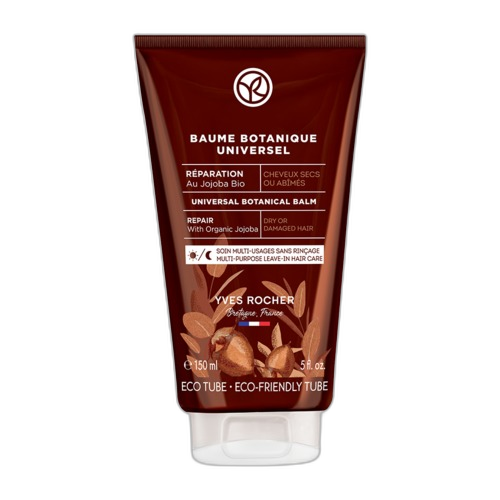 BAUME BOTANIQUE
UNIVERSEL
RÉPARATION
Au Jojoba Bio
CHEVEUX SECS
OU ABÎMÉS
UNIVERSAL BOTANICAL BALM
REPAIR
With Organic Jojoba
DRY OR
DAMAGED HAIR
SOIN MULTI-USAGES SANS RINÇAGE
MULTI-PURPOSE LEAVE-IN HAIR CARE
YVES ROCHER
Bretagne, France
℮ 150 ml 5 fl. oz.
ECO TUBE • ECO-FRIENDLY TUBE